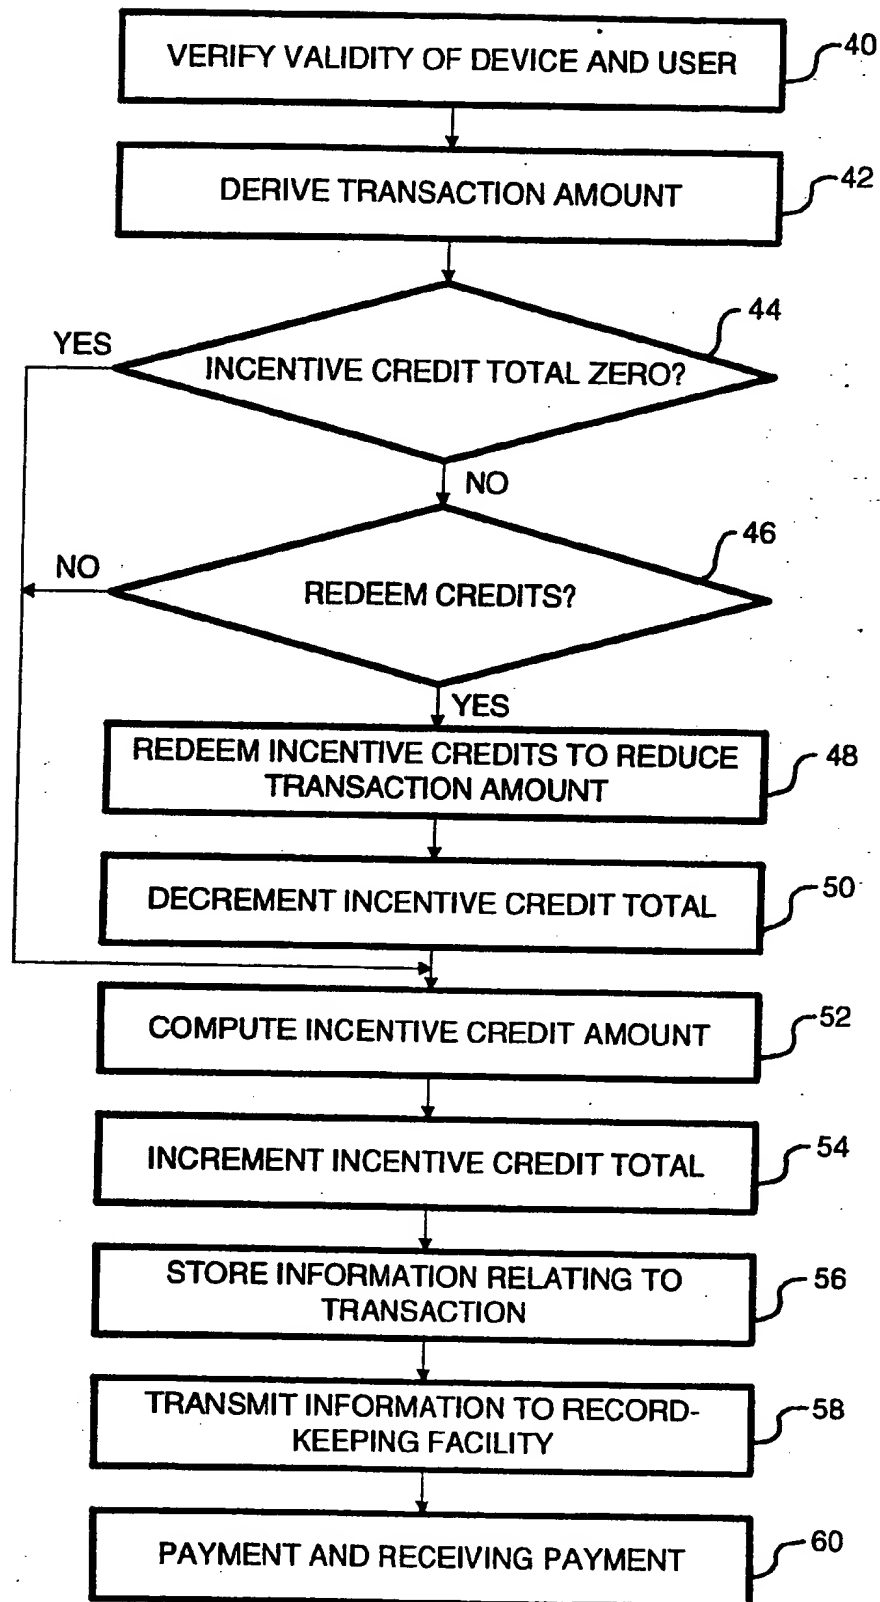 VERIFY VALIDITY OF DEVICE AND USER
40
DERIVE TRANSACTION AMOUNT
42
44
YES
INCENTIVE CREDIT TOTAL ZERO?
NO
46
NO
REDEEM CREDITS?
YES
REDEEM INCENTIVE CREDITS TO REDUCE
TRANSACTION AMOUNT
48
DECREMENT INCENTIVE CREDIT TOTAL
50
COMPUTE INCENTIVE CREDIT AMOUNT
52
INCREMENT INCENTIVE CREDIT TOTAL
54
STORE INFORMATION RELATING TO
TRANSACTION
56
TRANSMIT INFORMATION TO RECORD-
KEEPING FACILITY
58
PAYMENT AND RECEIVING PAYMENT
60